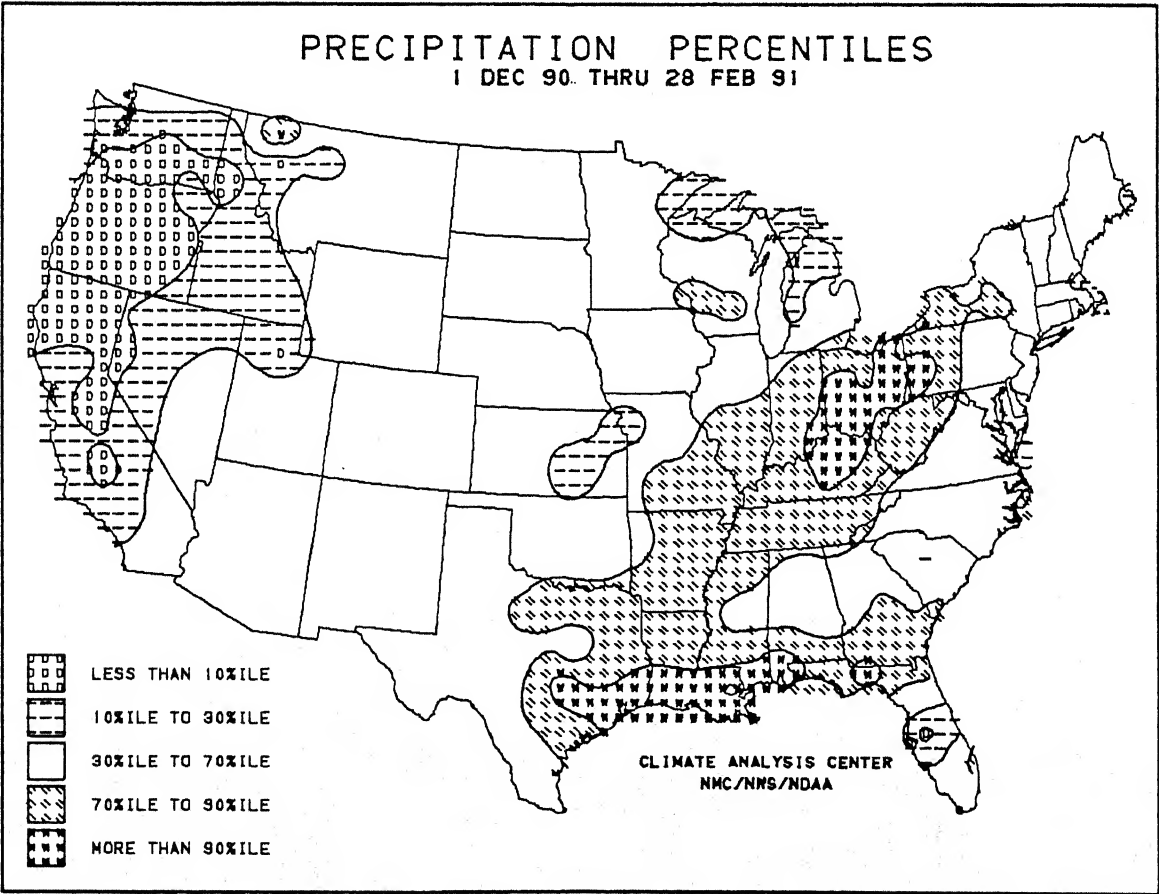 PRECIPITATION PERCENTILES
1 DEC 90.. THRU 28 FEB 91
LESS THAN 10%ILE
10%ILE TO 30%ILE
30%ILE TO 70%ILE
70%ILE TO 90%ILE
MORE THAN 90%ILE
CLIMATE ANALYSIS CENTER
NMC/NWS/NOAA